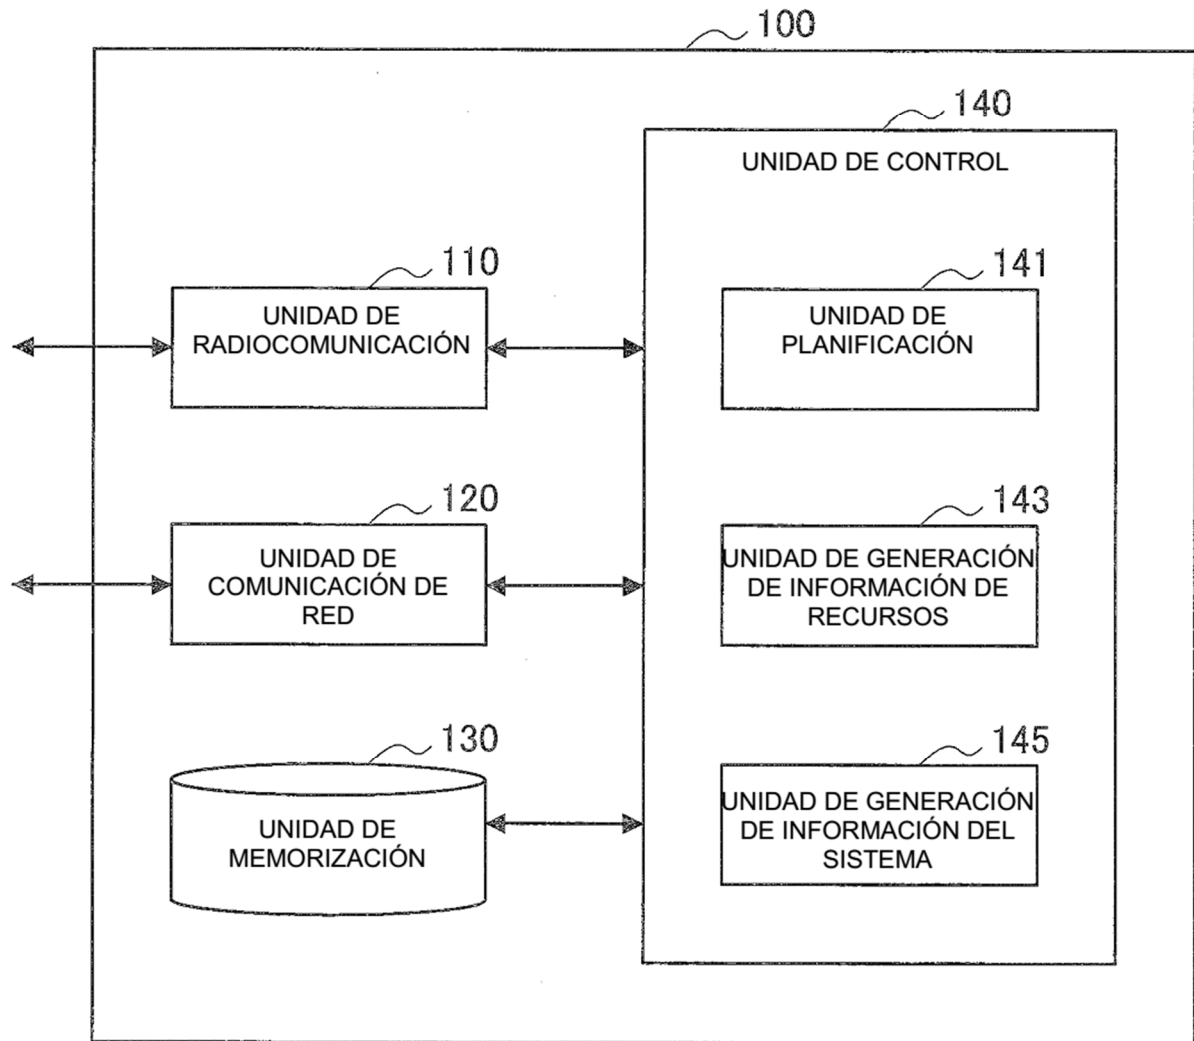 100
140
UNIDAD DE CONTROL
110
UNIDAD DE
RADIOCOMUNICACIÓN
141
UNIDAD DE
PLANIFICACIÓN
120
UNIDAD DE
COMUNICACIÓN DE
RED
143
UNIDAD DE GENERACIÓN
DE INFORMACIÓN DE
RECURSOS
130
UNIDAD DE
MEMORIZACIÓN
145
UNIDAD DE GENERACIÓN
DE INFORMACIÓN DEL
SISTEMA